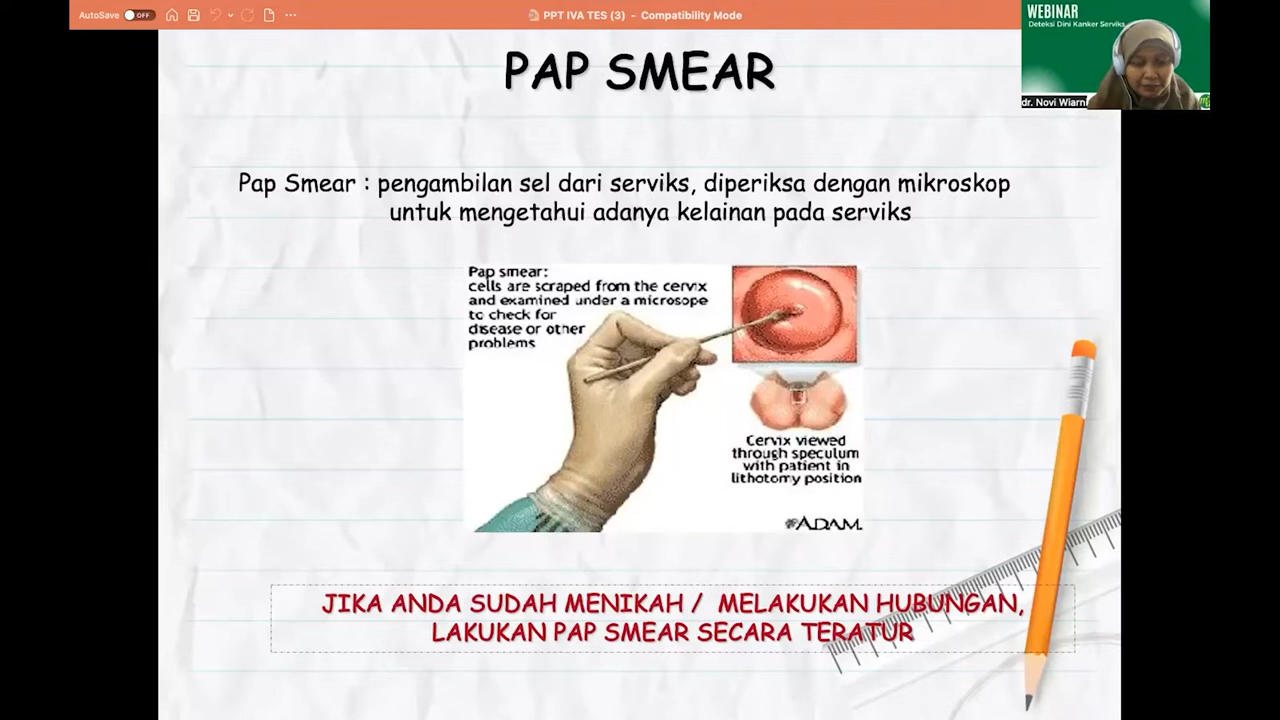 AutoSave OFF
PPT IVA TES (3) - Compatibility Mode
WEBINAR
Deteksi Dini Kanker Serviks
dr. Novi Wiarni
PAP SMEAR
Pap Smear : pengambilan sel dari serviks, diperiksa dengan mikroskop
untuk mengetahui adanya kelainan pada serviks
Pap smear:
cells are scraped from the cervix
and examined under a microsope
to check for
disease or other
problems
Cervix viewed
through speculum
with patient in
lithotomy position
ADAM.
JIKA ANDA SUDAH MENIKAH / MELAKUKAN HUBUNGAN,
LAKUKAN PAP SMEAR SECARA TERATUR